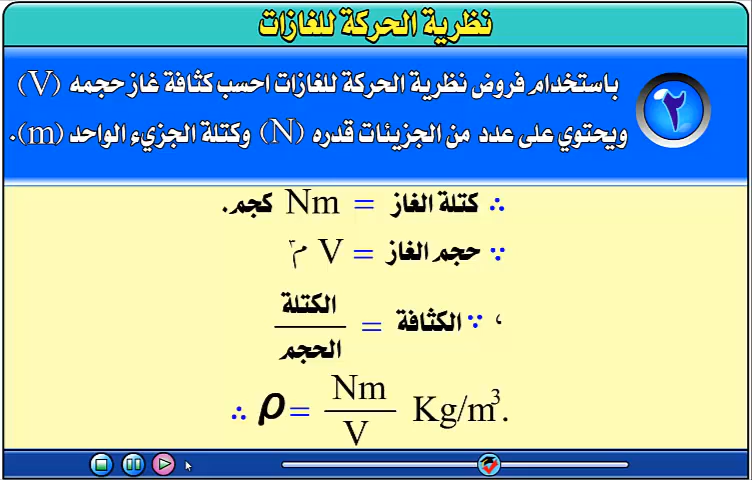 نظرية الحركة للغازات
٢
باستخدام فروض نظرية الحركة للغازات احسب كثافة غاز حجمه (V)
ويحتوي على عدد من الجزيئات قدره (N) وكتلة الجزيء الواحد (m).
∴ كتلة الغاز = Nm كجم.
∵ حجم الغاز = V م٣
، ∵ الكثافة = الكتلة / الحجم
∴ ρ = Nm / V Kg/m³.